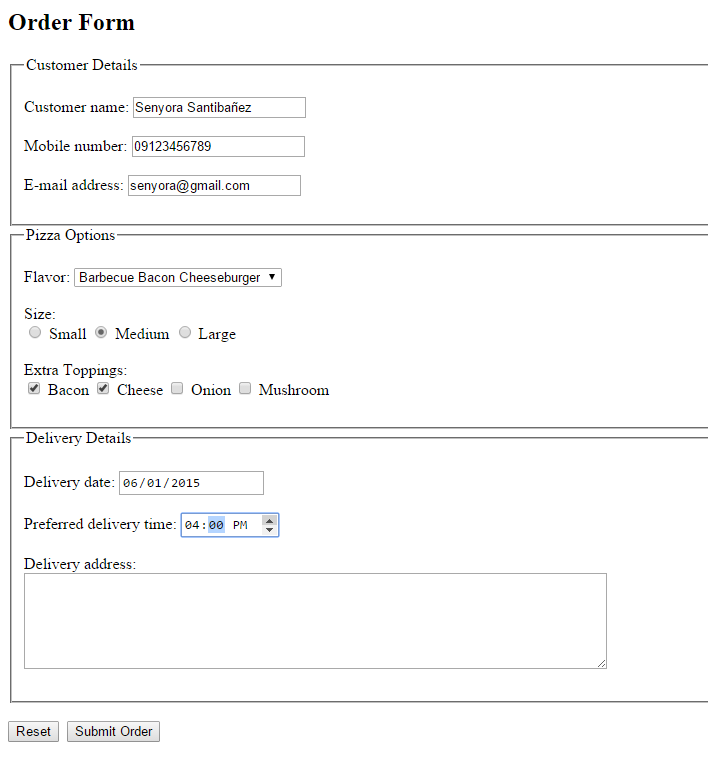 Order Form
Customer Details
Customer name: Senyora Santibañez
Mobile number: 09123456789
E-mail address: senyora@gmail.com
Pizza Options
Flavor: Barbecue Bacon Cheeseburger
Size:
Small Medium Large
Extra Toppings:
Bacon Cheese Onion Mushroom
Delivery Details
Delivery date: 06/01/2015
Preferred delivery time: 04:00 PM
Delivery address:
Reset Submit Order